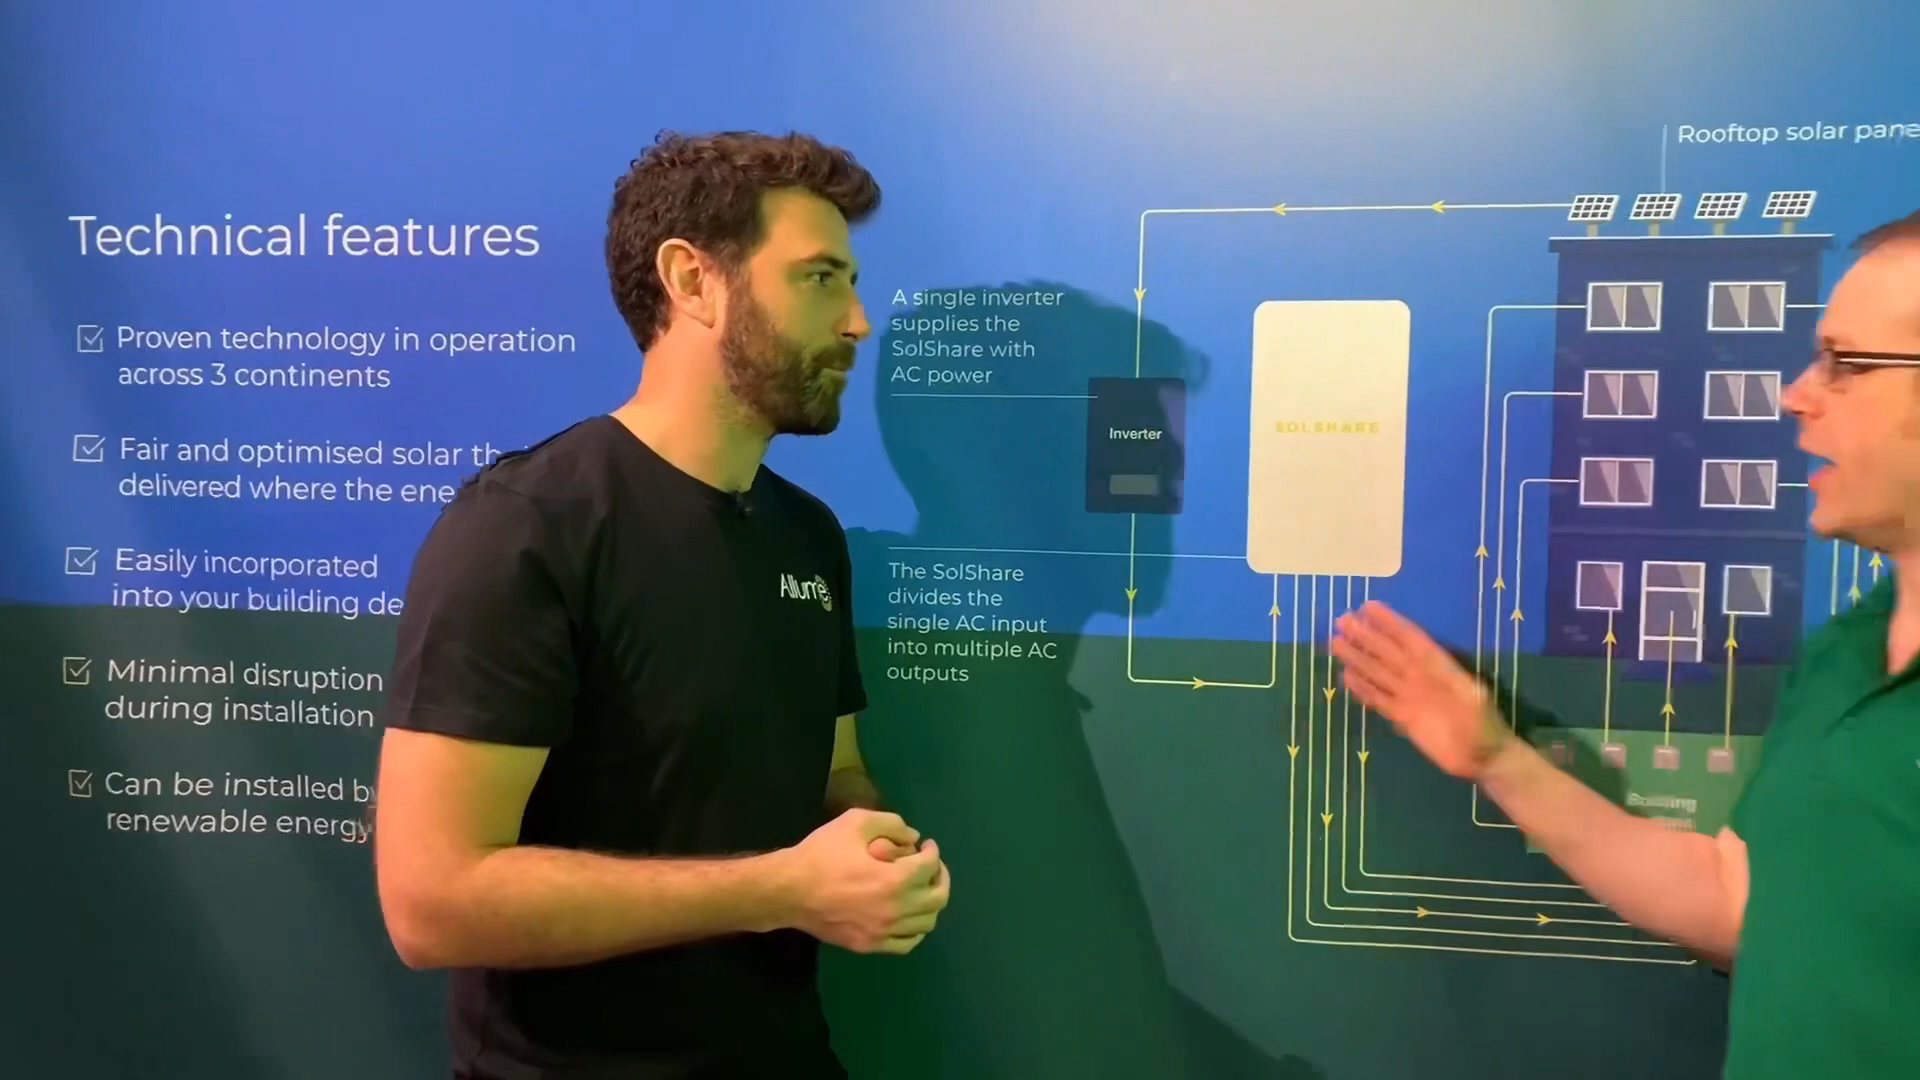 Technical features
Proven technology in operation
across 3 continents
Fair and optimised solar
delivered where the
Easily incorporated
into your building
Minimal disruption
during installation
Can be installed
renewable energy
Rooftop solar
A single inverter
supplies the
SolShare with
AC power
Inverter
SOLSHARE
The SolShare
divides the
single AC input
into multiple AC
outputs
Allume